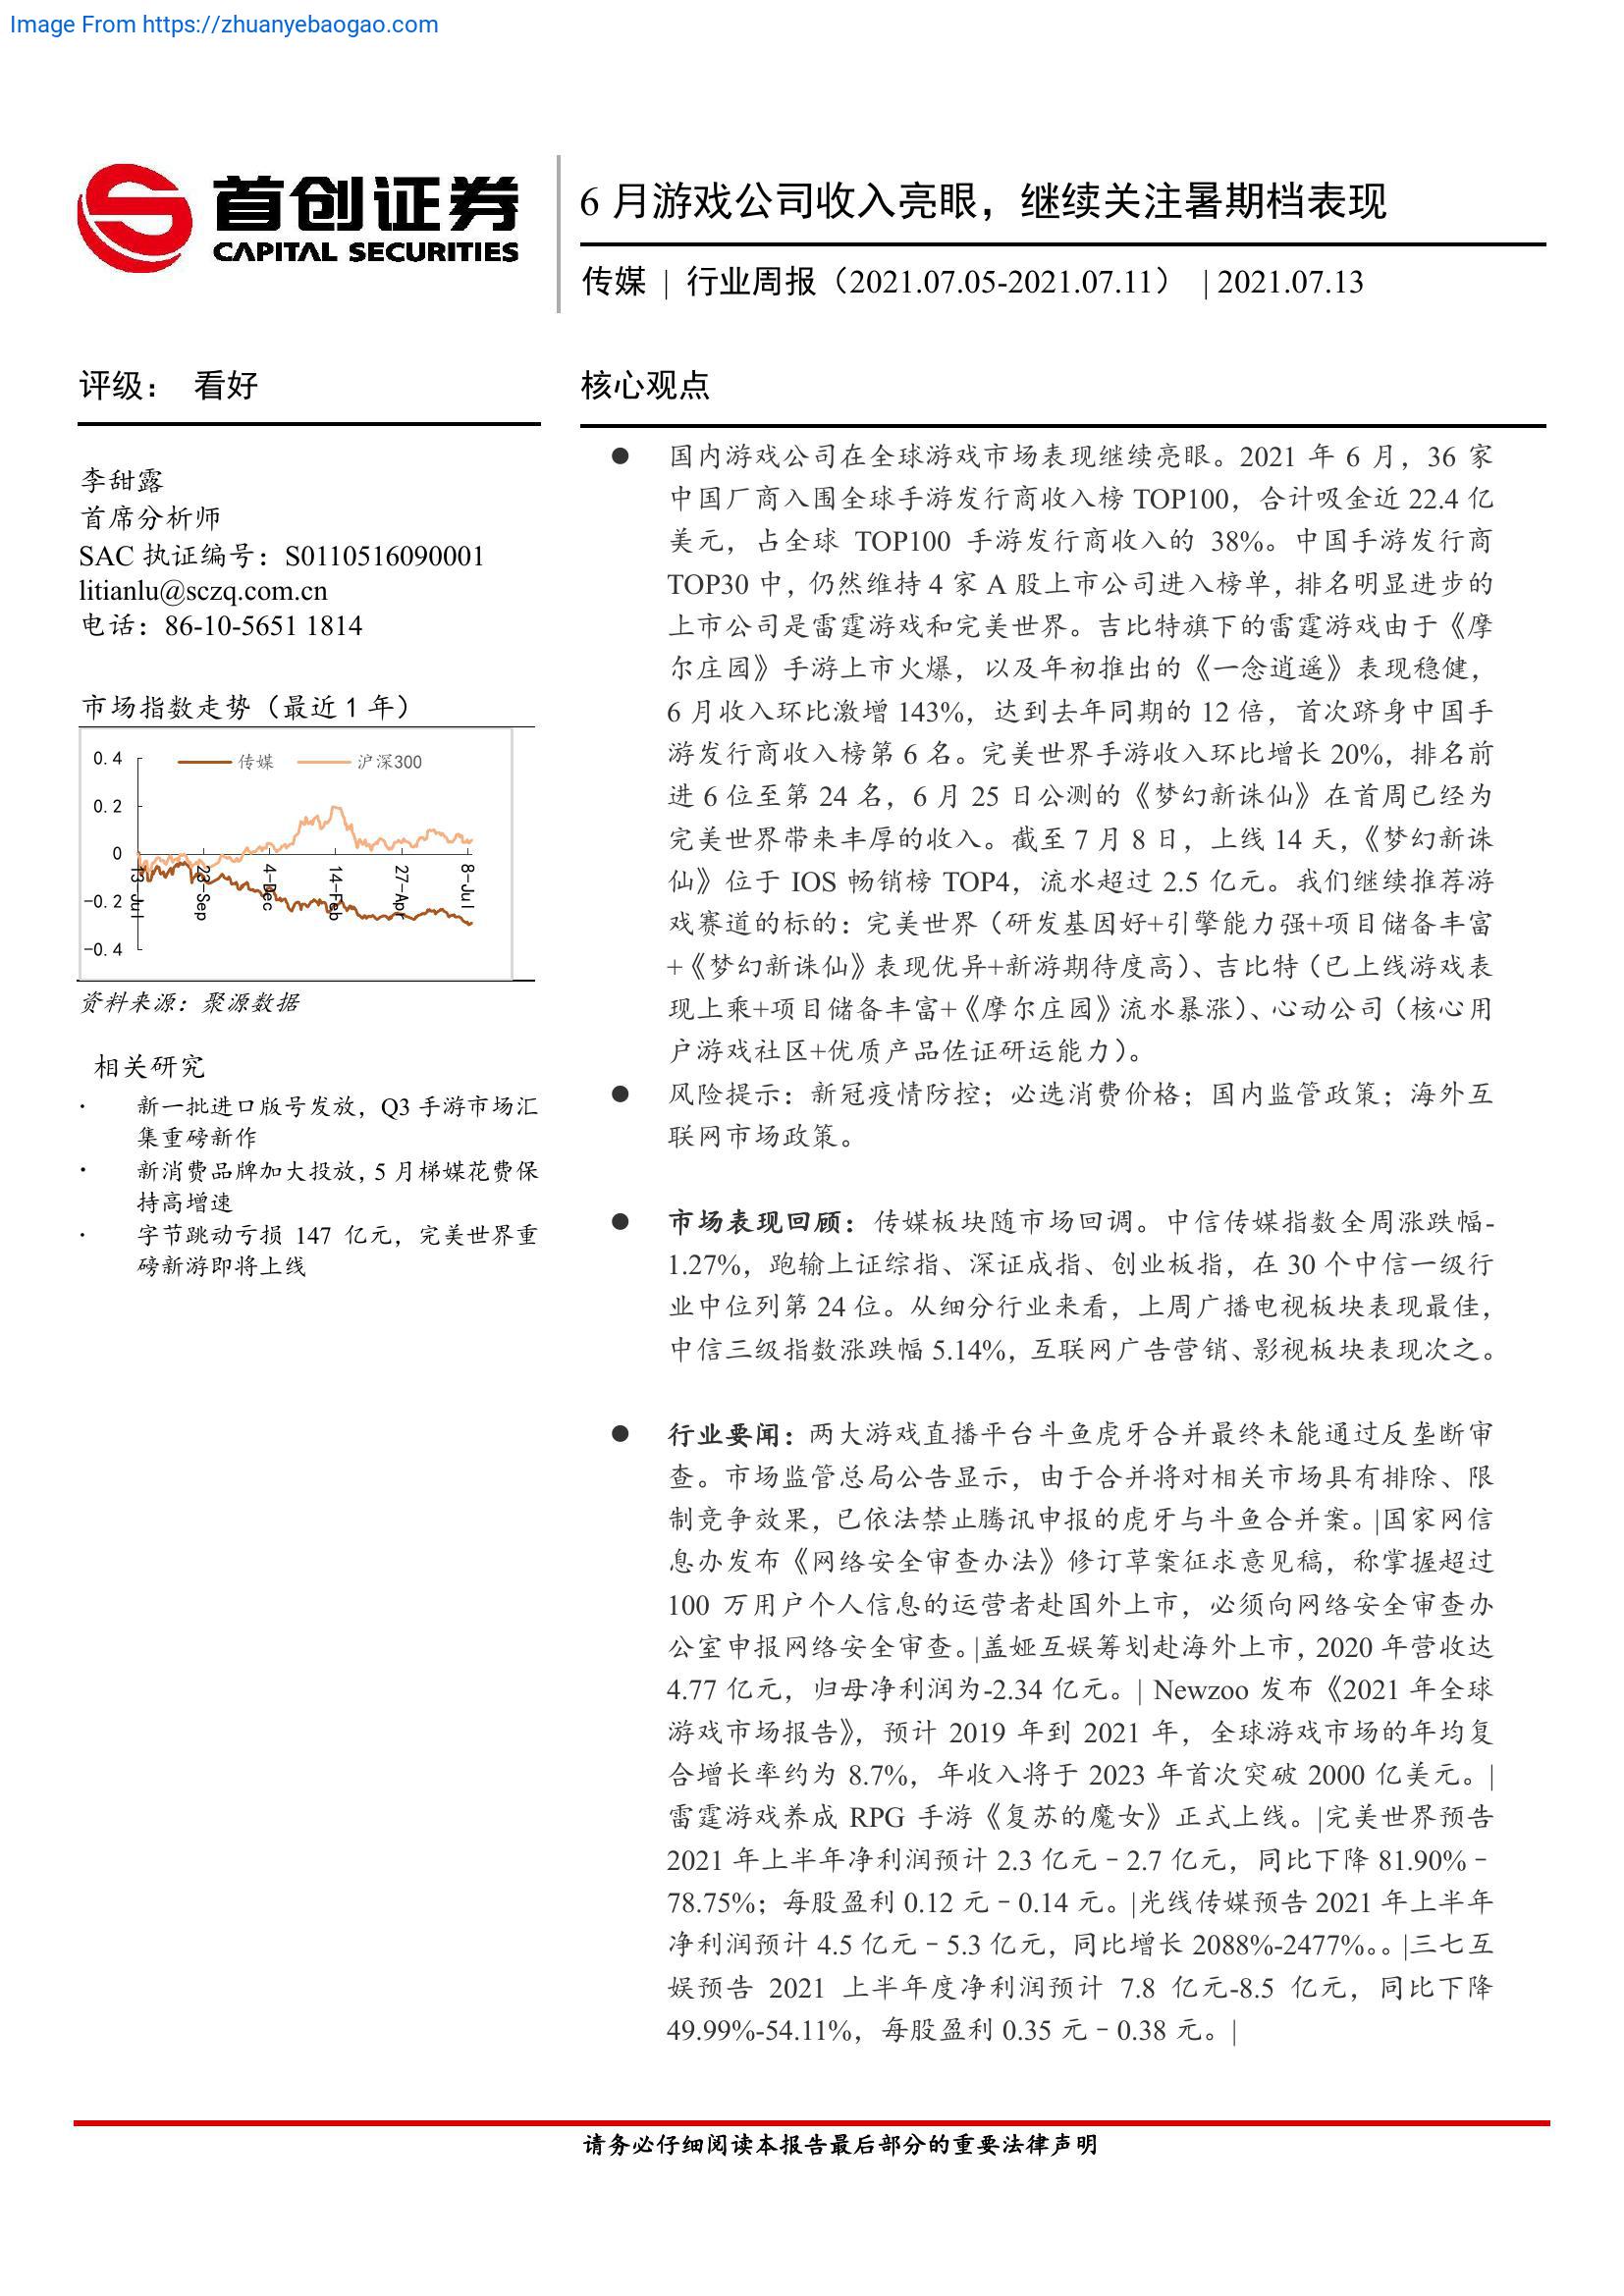 Image From https://zhuanyebaogao.com
首创证券
CAPITAL SECURITIES
6 月游戏公司收入亮眼，继续关注暑期档表现
传媒 | 行业周报（2021.07.05-2021.07.11） | 2021.07.13
评级： 看好
李甜露
首席分析师
SAC 执证编号：S0110516090001
litianlu@sczq.com.cn
电话：86-10-5651 1814
市场指数走势（最近 1 年）
传媒 沪深300
0.4
0.2
0
-0.2
-0.4
13-Jul
23-Sep
4-Dec
14-Feb
27-Apr
8-Jul
资料来源：聚源数据
相关研究
· 新一批进口版号发放，Q3 手游市场汇
集重磅新作
· 新消费品牌加大投放，5 月梯媒花费保
持高增速
· 字节跳动亏损 147 亿元，完美世界重
磅新游即将上线
核心观点
● 国内游戏公司在全球游戏市场表现继续亮眼。2021 年 6 月，36 家
中国厂商入围全球手游发行商收入榜 TOP100，合计吸金近 22.4 亿
美元，占全球 TOP100 手游发行商收入的 38%。中国手游发行商
TOP30 中，仍然维持 4 家 A 股上市公司进入榜单，排名明显进步的
上市公司是雷霆游戏和完美世界。吉比特旗下的雷霆游戏由于《摩
尔庄园》手游上市火爆，以及年初推出的《一念逍遥》表现稳健，
6 月收入环比激增 143%，达到去年同期的 12 倍，首次跻身中国手
游发行商收入榜第 6 名。完美世界手游收入环比增长 20%，排名前
进 6 位至第 24 名，6 月 25 日公测的《梦幻新诛仙》在首周已经为
完美世界带来丰厚的收入。截至 7 月 8 日，上线 14 天，《梦幻新诛
仙》位于 IOS 畅销榜 TOP4，流水超过 2.5 亿元。我们继续推荐游
戏赛道的标的：完美世界（研发基因好+引擎能力强+项目储备丰富
+《梦幻新诛仙》表现优异+新游期待度高）、吉比特（已上线游戏表
现上乘+项目储备丰富+《摩尔庄园》流水暴涨）、心动公司（核心用
户游戏社区+优质产品佐证研运能力）。
● 风险提示：新冠疫情防控；必选消费价格；国内监管政策；海外互
联网市场政策。
● 市场表现回顾：传媒板块随市场回调。中信传媒指数全周涨跌幅-
1.27%，跑输上证综指、深证成指、创业板指，在 30 个中信一级行
业中位列第 24 位。从细分行业来看，上周广播电视板块表现最佳，
中信三级指数涨跌幅 5.14%，互联网广告营销、影视板块表现次之。
● 行业要闻：两大游戏直播平台斗鱼虎牙合并最终未能通过反垄断审
查。市场监管总局公告显示，由于合并将对相关市场具有排除、限
制竞争效果，已依法禁止腾讯申报的虎牙与斗鱼合并案。|国家网信
息办发布《网络安全审查办法》修订草案征求意见稿，称掌握超过
100 万用户个人信息的运营者赴国外上市，必须向网络安全审查办
公室申报网络安全审查。|盖娅互娱筹划赴海外上市，2020 年营收达
4.77 亿元，归母净利润为-2.34 亿元。| Newzoo 发布《2021 年全球
游戏市场报告》，预计 2019 年到 2021 年，全球游戏市场的年均复
合增长率约为 8.7%，年收入将于 2023 年首次突破 2000 亿美元。|
雷霆游戏养成 RPG 手游《复苏的魔女》正式上线。|完美世界预告
2021 年上半年净利润预计 2.3 亿元–2.7 亿元，同比下降 81.90%–
78.75%；每股盈利 0.12 元–0.14 元。|光线传媒预告 2021 年上半年
净利润预计 4.5 亿元–5.3 亿元，同比增长 2088%-2477%。。|三七互
娱预告 2021 上半年度净利润预计 7.8 亿元-8.5 亿元，同比下降
49.99%-54.11%，每股盈利 0.35 元–0.38 元。|
请务必仔细阅读本报告最后部分的重要法律声明